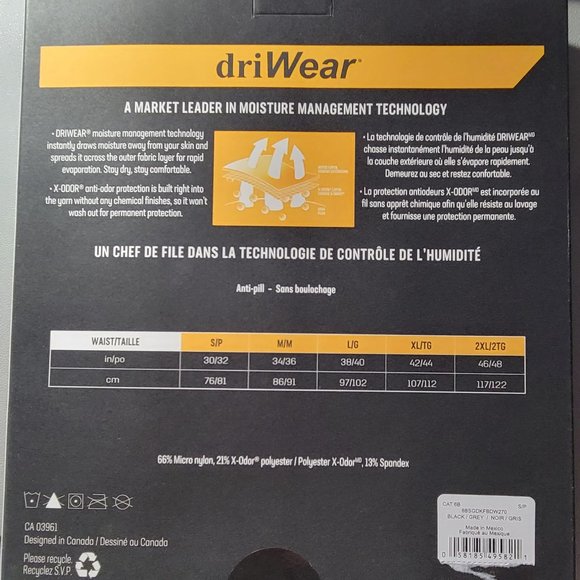 driWear®
A MARKET LEADER IN MOISTURE MANAGEMENT TECHNOLOGY
• DRIWEAR® moisture management technology
instantly draws moisture away from your skin and
spreads it across the outer fabric layer for rapid
evaporation. Stay dry, stay comfortable.
• X-ODOR® anti-odor protection is built right into
the yarn without any chemical finishes, so it won't
wash out for permanent protection.
• La technologie de contrôle de l'humidité DRIWEARMD
chasse instantanément l'humidité de la peau jusqu'à
la couche extérieure où elle s'évapore rapidement.
Demeurez au sec et restez confortable.
• La protection antiodeurs X-ODORMD est incorporée au
fil sans apprêt chimique afin qu'elle résiste au lavage
et fournisse une protection permanente.
UN CHEF DE FILE DANS LA TECHNOLOGIE DE CONTRÔLE DE L'HUMIDITÉ
Anti-pill - Sans boulochage
WAIST/TAILLE S/P M/M L/G XL/TG 2XL/2TG
in/po 30/32 34/36 38/40 42/44 46/48
cm 76/81 86/91 97/102 107/112 117/122
66% Micro nylon, 21% X-Odor® polyester / Polyester X-OdorMD, 13% Spandex
CA 03961
Designed in Canada / Dessiné au Canada
Please recycle.
Recyclez S.V.P.
CAT 6B S/P
BLACK / GREY / NOIR / GRIS
Made in Mexico
Fabriqué au Mexique
0 58185 49582 1